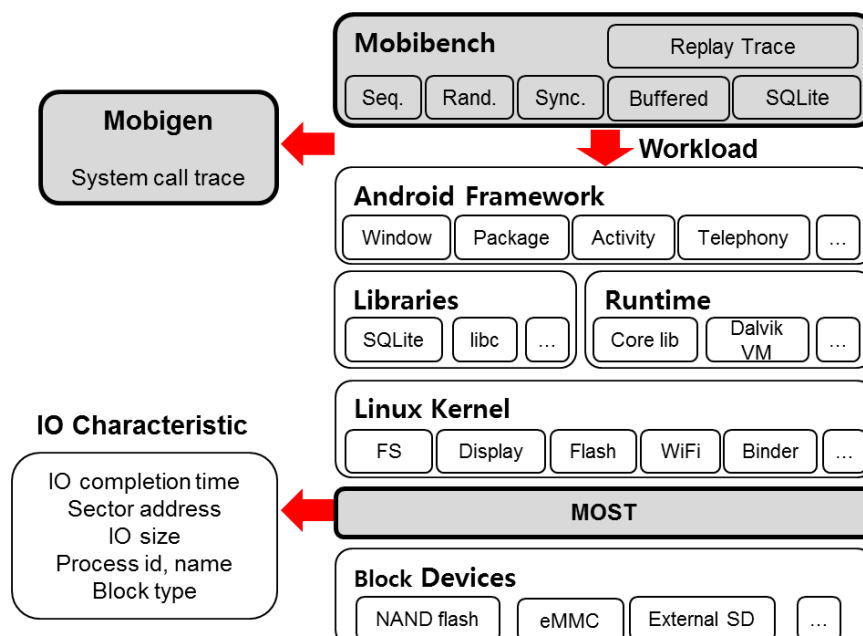 Mobibench
Replay Trace
Seq. Rand. Sync. Buffered SQLite
Mobigen
System call trace
Workload
Android Framework
Window Package Activity Telephony ...
Libraries
SQLite libc ...
Runtime
Core lib Dalvik VM ...
Linux Kernel
FS Display Flash WiFi Binder ...
IO Characteristic
IO completion time
Sector address
IO size
Process id, name
Block type
MOST
Block Devices
NAND flash eMMC External SD ...